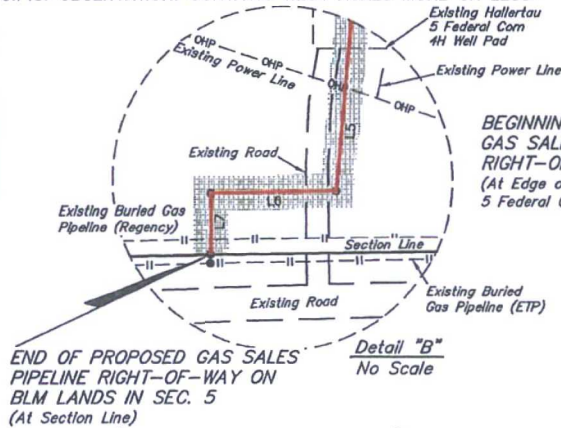 Existing Hallertau
5 Federal Com
4H Well Pad
OHP
OHP
Existing Power Line
Existing Power Line
OHP
OHP
L5
BEGINNING
GAS SAL
RIGHT-O
(At Edge o
5 Federal
Existing Road
L6
L7
Existing Buried Gas
Pipeline (Regency)
Section Line
Existing Buried
Gas Pipeline (ETP)
Existing Road
END OF PROPOSED GAS SALES
PIPELINE RIGHT-OF-WAY ON
BLM LANDS IN SEC. 5
(At Section Line)
Detail "B"
No Scale